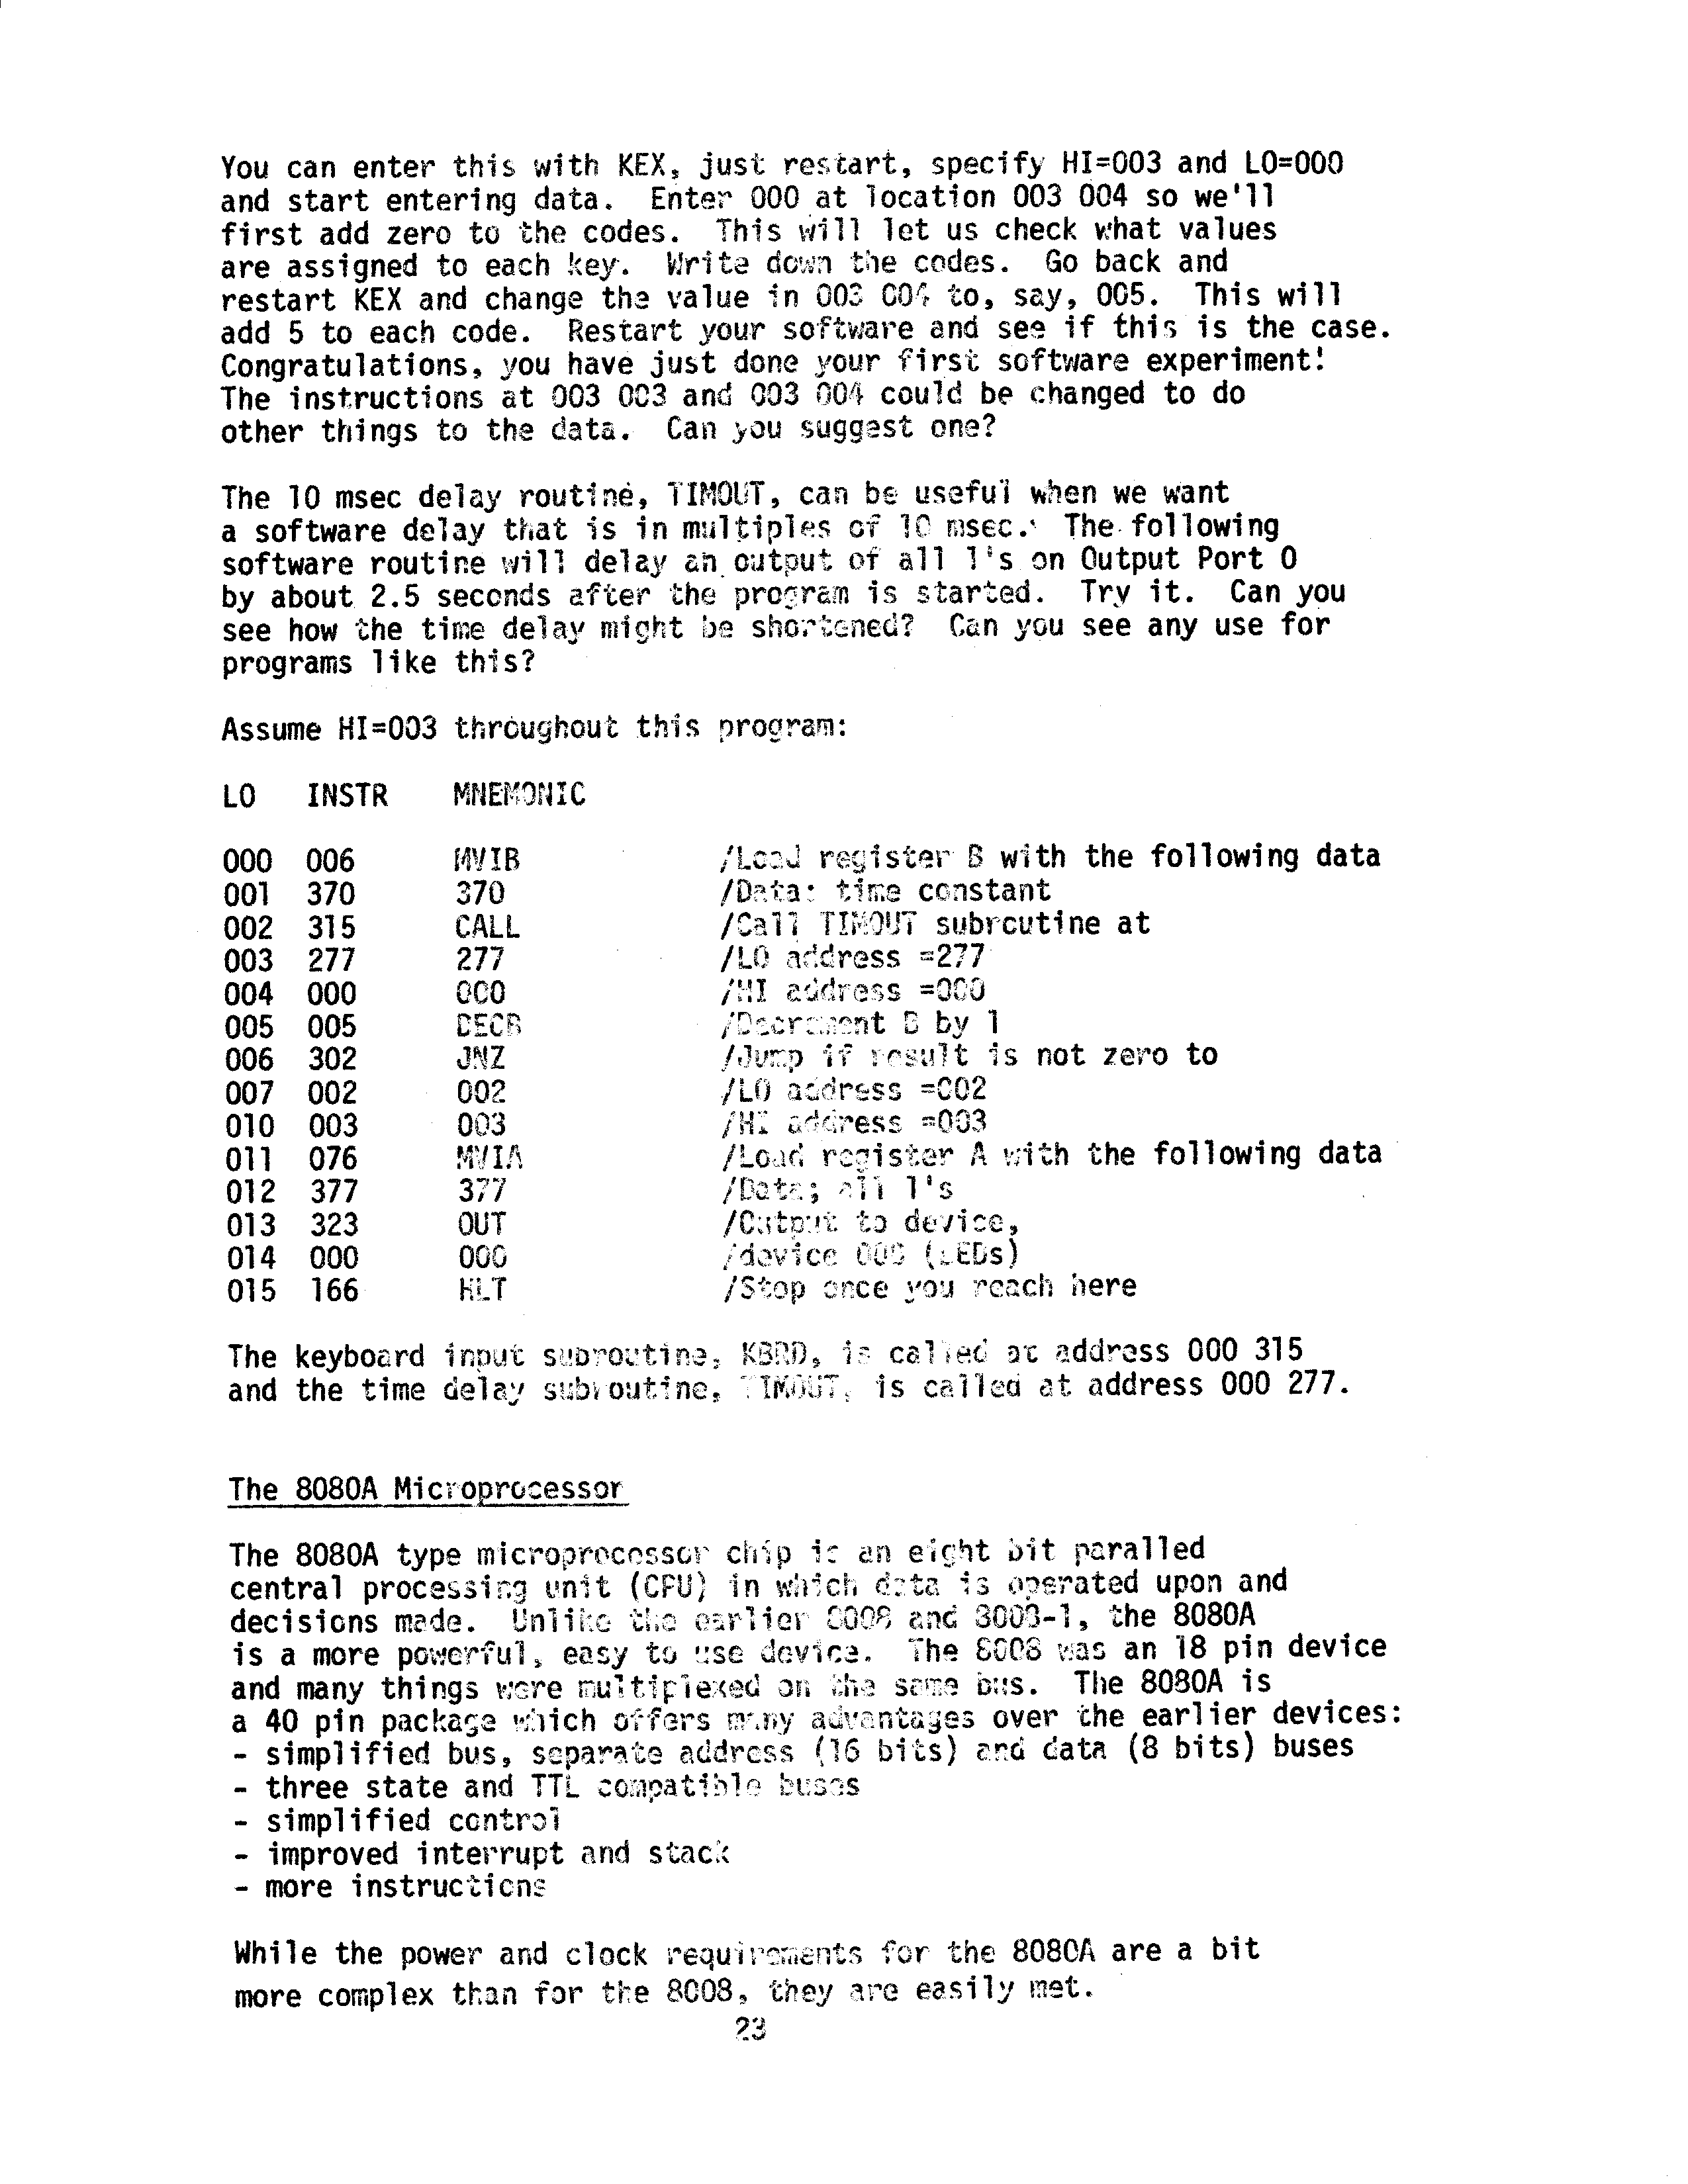 You can enter this with KEX, just restart, specify HI=003 and LO=000
and start entering data.  Enter 000 at location 003 004 so we'll
first add zero to the codes.  This will let us check what values
are assigned to each key.  Write down the codes.  Go back and
restart KEX and change the value in 003 004 to, say, 005.  This will
add 5 to each code.  Restart your software and see if this is the case.
Congratulations, you have just done your first software experiment!
The instructions at 003 003 and 003 004 could be changed to do
other things to the data.  Can you suggest one?
The 10 msec delay routine, TIMOUT, can be useful when we want
a software delay that is in multiples of 10 msec.  The following
software routine will delay an output of all 1's on Output Port 0
by about 2.5 seconds after the program is started.  Try it.  Can you
see how the time delay might be shortened?  Can you see any use for
programs like this?
Assume HI=003 throughout this program:
LO   INSTR   MNEMONIC
000  006   MVIB   /Load register B with the following data
001  370   370   /Data: time constant
002  315   CALL   /Call TIMOUT subroutine at
003  277   277   /LO address =277
004  000   000   /HI address =000
005  005   DECB   /Decrement B by 1
006  302   JNZ   /Jump if result is not zero to
007  002   002   /LO address =002
010  003   003   /HI address =003
011  076   MVIA   /Load register A with the following data
012  377   377   /Data; all 1's
013  323   OUT   /Output to device,
014  000   000   /device 000 (LEDs)
015  166   HLT   /Stop once you reach here
The keyboard input subroutine, KBRD, is called at address 000 315
and the time delay subroutine, TIMOUT, is called at address 000 277.
The 8080A Microprocessor
The 8080A type microprocessor chip is an eight bit paralled
central processing unit (CPU) in which data is operated upon and
decisions made.  Unlike the earlier 8008 and 8008-1, the 8080A
is a more powerful, easy to use device.  The 8008 was an 18 pin device
and many things were multiplexed on the same bus.  The 8080A is
a 40 pin package which offers many advantages over the earlier devices:
- simplified bus, separate address (16 bits) and data (8 bits) buses
- three state and TTL compatible buses
- simplified control
- improved interrupt and stack
- more instructions
While the power and clock requirements for the 8080A are a bit
more complex than for the 8008, they are easily met.
23